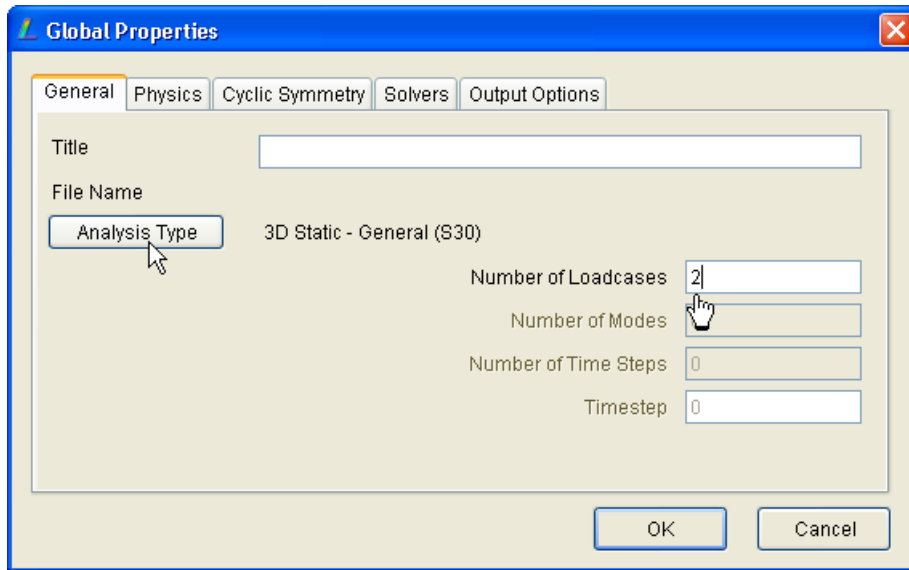 Global Properties
General Physics Cyclic Symmetry Solvers Output Options
Title
File Name
Analysis Type 3D Static - General (S30)
Number of Loadcases 2
Number of Modes
Number of Time Steps 0
Timestep 0
OK Cancel